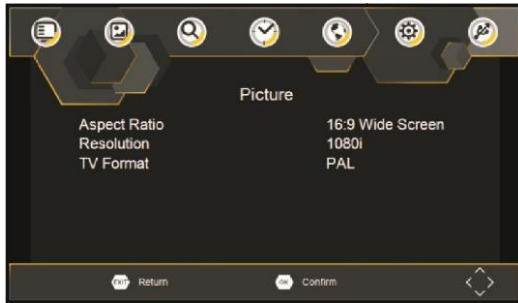 Picture
Aspect Ratio 16:9 Wide Screen
Resolution 1080i
TV Format PAL
EXIT Return OK Confirm